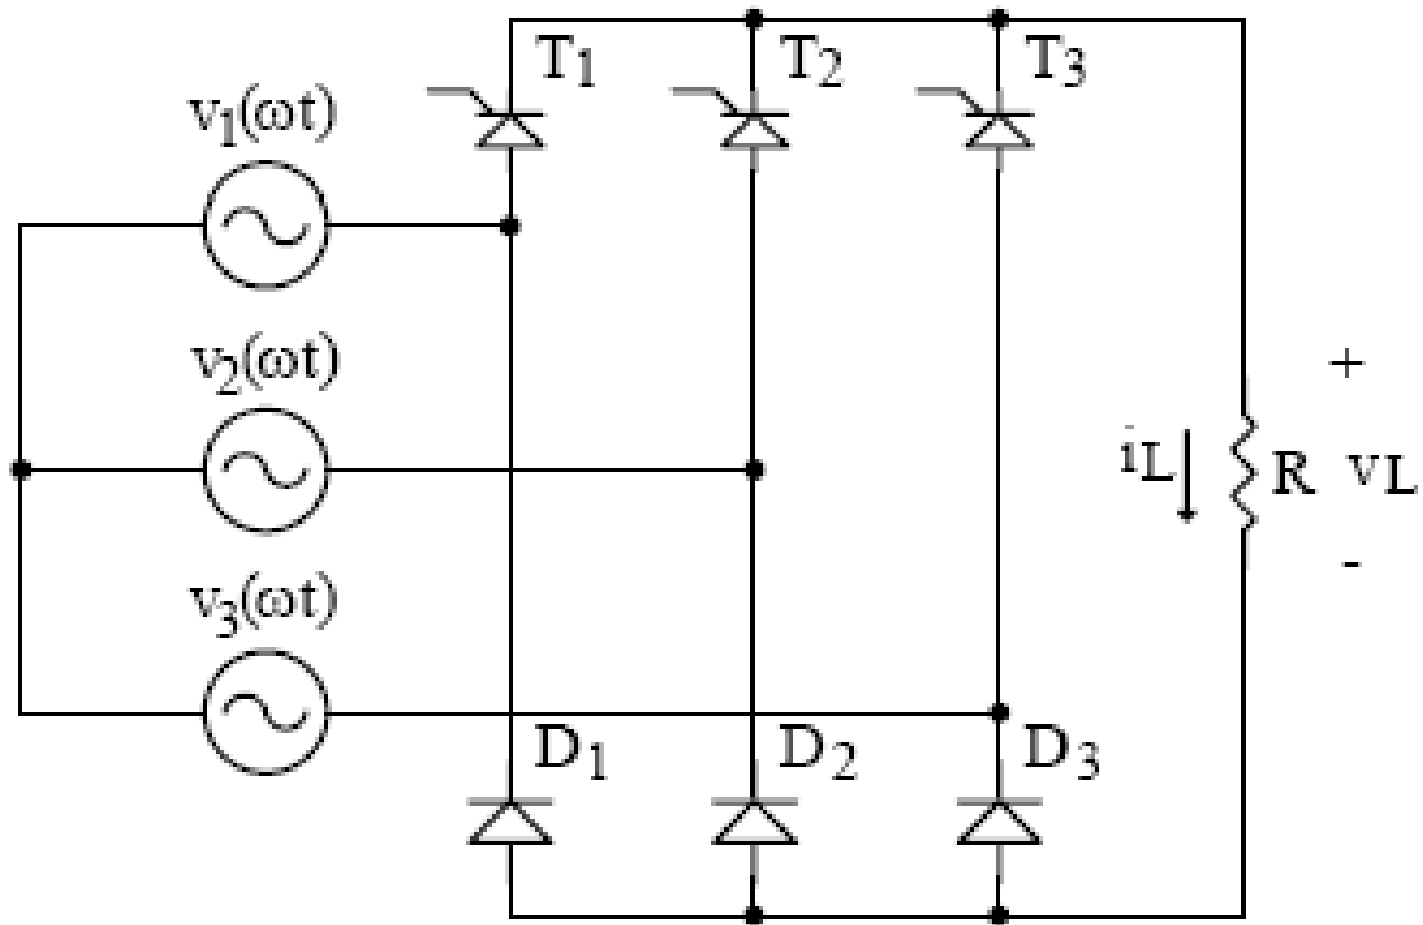 T1 T2 T3
v1(ωt)
v2(ωt)
+
iL R vL
-
v3(ωt)
D1 D2 D3